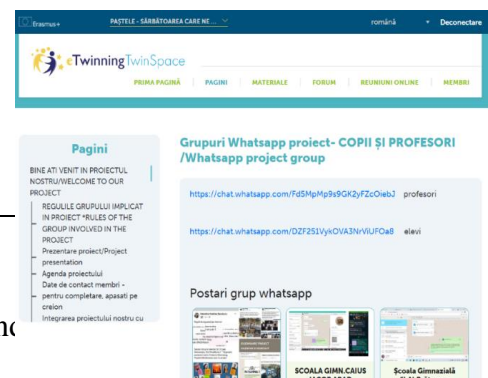 Erasmus+
PAȘTELE - SĂRBĂTOAREA CARE NE ...
română
Deconectare
eTwinning TwinSpace
PRIMA PAGINĂ
PAGINI
MATERIALE
FORUM
REUNIUNI ONLINE
MEMBRI
Pagini
BINE ATI VENIT IN PROIECTUL
NOSTRU/WELCOME TO OUR
PROJECT
REGULILE GRUPULUI IMPLICAT
IN PROIECT *RULES OF THE
GROUP INVOLVED IN THE
PROJECT
Prezentare proiect/Project
presentation
Agenda proiectului
Date de contact membri -
pentru completare, apasati pe
creion
Integrarea proiectului nostru cu
Grupuri Whatsapp proiect- COPII ȘI PROFESORI
/Whatsapp project group
https://chat.whatsapp.com/Fd5MpMp9s9GK2yFZcOiebJ profesori
https://chat.whatsapp.com/DZF251VykOVA3NrViUFOa8 elevi
Postari grup whatsapp
ȘCOALA GIMN.CAIUS
Școala Gimnazială